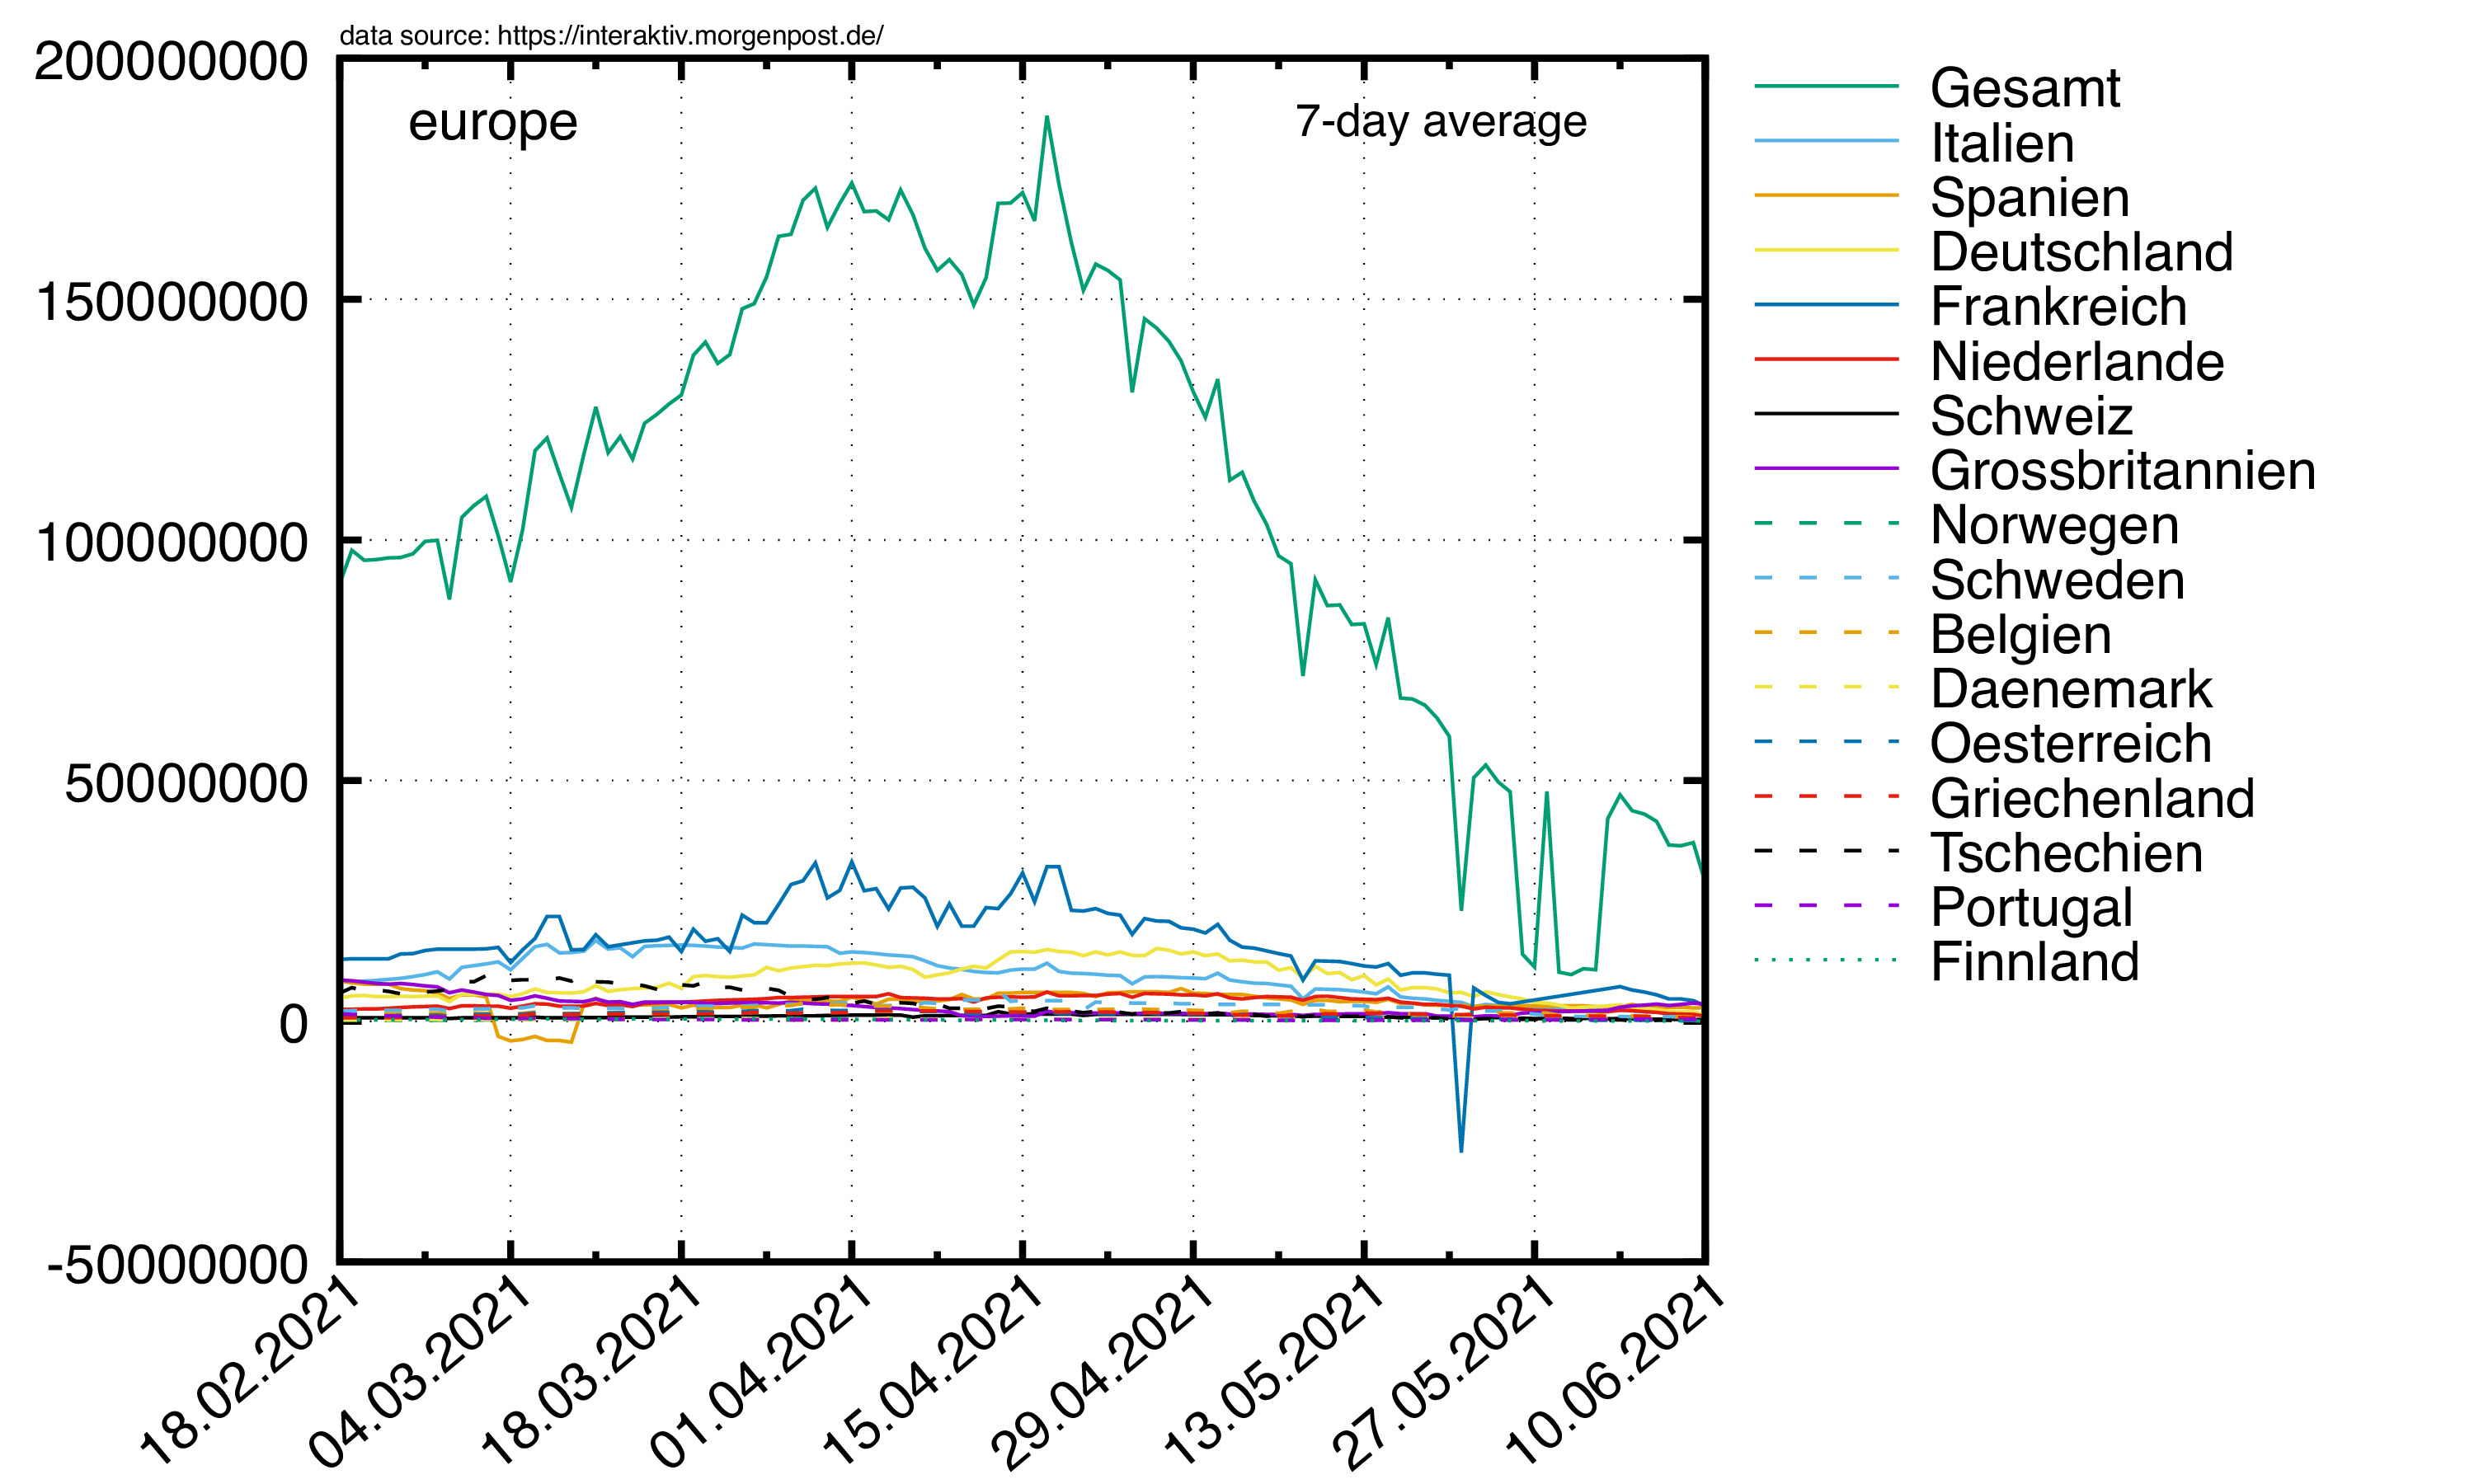 data source: https://interaktiv.morgenpost.de/
europe
7-day average
200000000
150000000
100000000
50000000
0
-50000000
18.02.2021
04.03.2021
18.03.2021
01.04.2021
15.04.2021
29.04.2021
13.05.2021
27.05.2021
10.06.2021
Gesamt
Italien
Spanien
Deutschland
Frankreich
Niederlande
Schweiz
Grossbritannien
Norwegen
Schweden
Belgien
Daenemark
Oesterreich
Griechenland
Tschechien
Portugal
Finnland